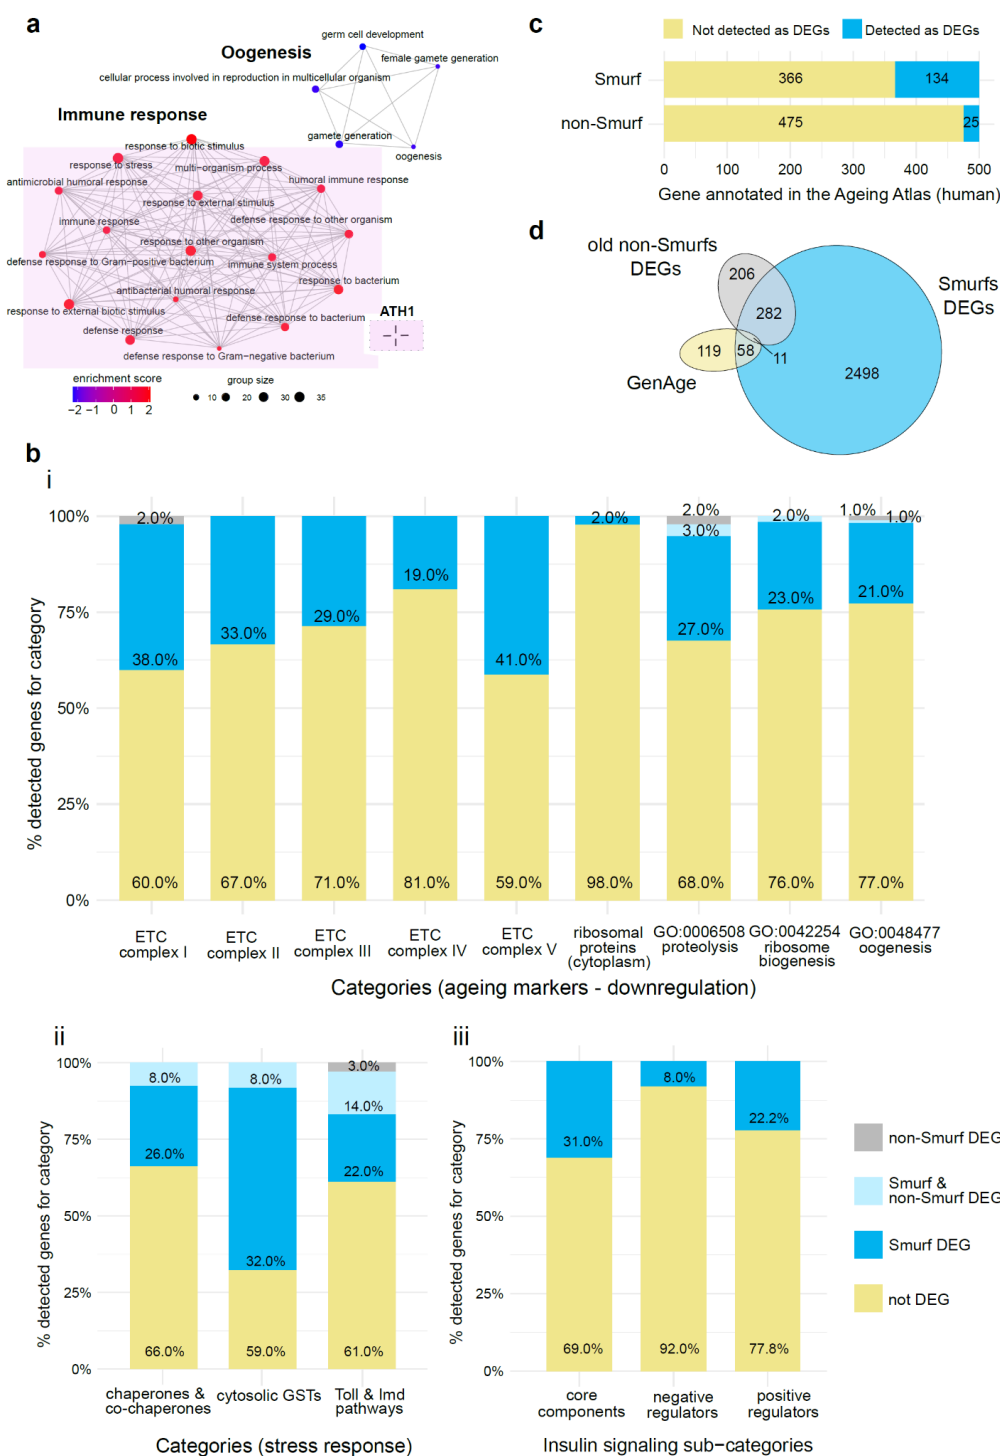 a
Oogenesis
germ cell development
female gamete generation
cellular process involved in reproduction in multicellular organism
gamete generation
oogenesis
Immune response
response to biotic stimulus
response to stress
multi-organism process
antimicrobial humoral response
humoral immune response
response to external stimulus
defense response to other organism
immune response
response to other organism
defense response to Gram-positive bacterium
immune system process
response to bacterium
antibacterial humoral response
response to external biotic stimulus
defense response to bacterium
defense response
defense response to Gram-negative bacterium
ATH1
enrichment score
−2 −1 0 1 2
group size
10 20 30 35
c
Not detected as DEGs
Detected as DEGs
Smurf
366
134
non-Smurf
475
25
0 100 200 300 400 500
Gene annotated in the Ageing Atlas (human)
d
old non-Smurfs
DEGs
Smurfs
DEGs
206
282
119
58
11
2498
GenAge
b
i
% detected genes for category
100%
75%
50%
25%
0%
2.0%
38.0%
60.0%
33.0%
67.0%
29.0%
71.0%
19.0%
81.0%
41.0%
59.0%
2.0%
98.0%
2.0%
3.0%
27.0%
68.0%
2.0%
23.0%
76.0%
1.0%
1.0%
21.0%
77.0%
ETC
complex I
ETC
complex II
ETC
complex III
ETC
complex IV
ETC
complex V
ribosomal
proteins
(cytoplasm)
GO:0006508
proteolysis
GO:0042254
ribosome
biogenesis
GO:0048477
oogenesis
Categories (ageing markers - downregulation)
ii
% detected genes for category
100%
75%
50%
25%
0%
8.0%
26.0%
66.0%
8.0%
32.0%
59.0%
3.0%
14.0%
22.0%
61.0%
chaperones &
co-chaperones
cytosolic GSTs
Toll & Imd
pathways
Categories (stress response)
iii
% detected genes for category
100%
75%
50%
25%
0%
31.0%
69.0%
8.0%
92.0%
22.2%
77.8%
core
components
negative
regulators
positive
regulators
Insulin signaling sub-categories
non-Smurf DEG
Smurf &
non-Smurf DEG
Smurf DEG
not DEG